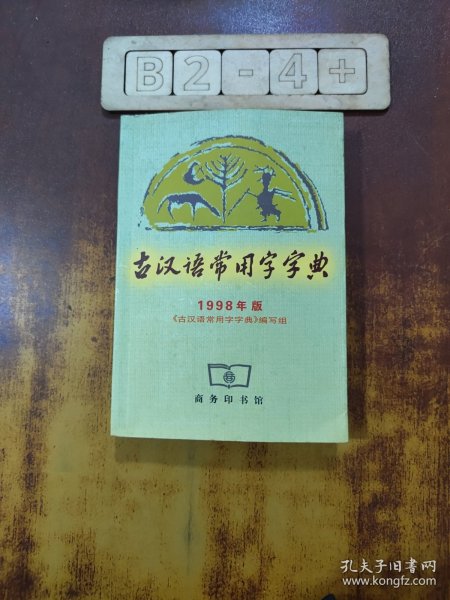 B2-4+
古汉语常用字字典
1998年版
《古汉语常用字字典》编写组
商务印书馆
孔夫子旧书网
www.kongfz.com